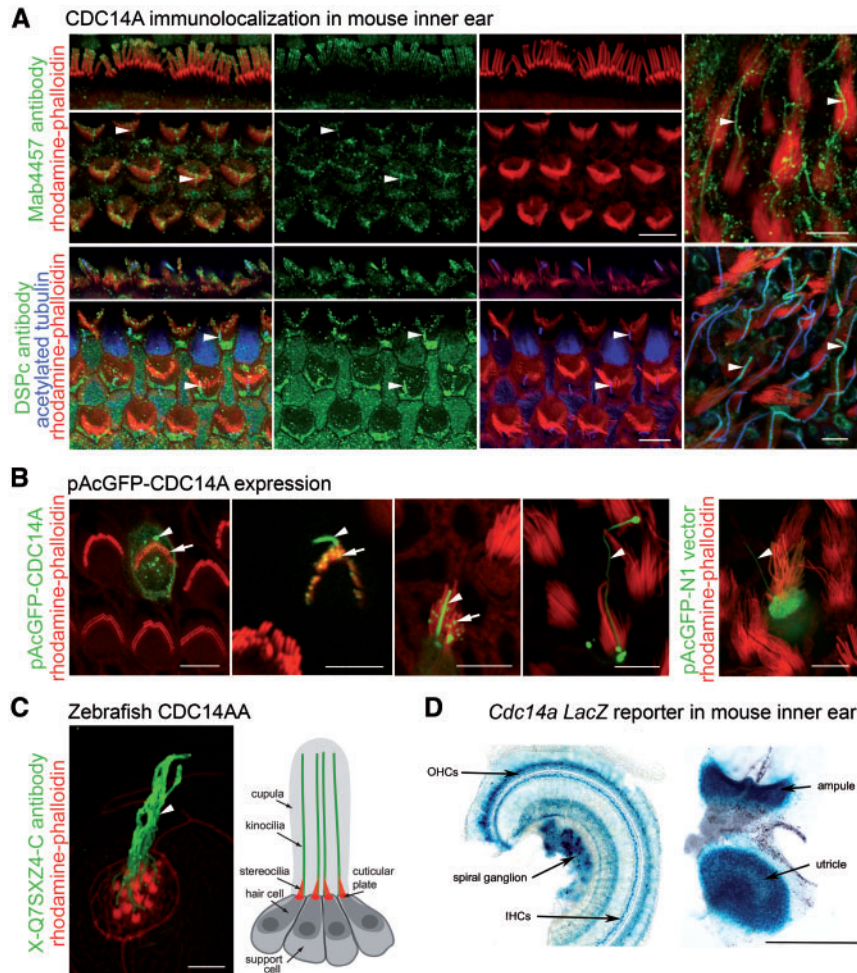 A CDC14A immunolocalization in mouse inner ear
Mab4457 antibody
rhodamine-phalloidin
DSPc antibody
acetylated tubulin
rhodamine-phalloidin
B pAcGFP-CDC14A expression
pAcGFP-CDC14A
rhodamine-phalloidin
pAcGFP-N1 vector
rhodamine-phalloidin
C Zebrafish CDC14AA
X-Q7SXZ4-C antibody
rhodamine-phalloidin
cupula
kinocilia
stereocilia
hair cell
support
cell
cuticular
plate
D Cdc14a LacZ reporter in mouse inner ear
OHCs
spiral ganglion
IHCs
ampule
utricle